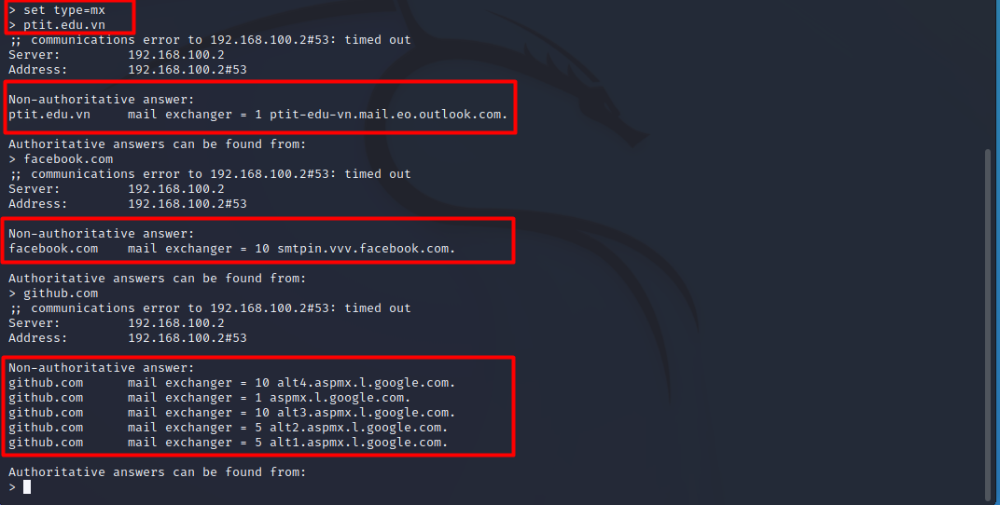 > set type=mx
> ptit.edu.vn
;; communications error to 192.168.100.2#53: timed out
Server:         192.168.100.2
Address:        192.168.100.2#53

Non-authoritative answer:
ptit.edu.vn     mail exchanger = 1 ptit-edu-vn.mail.eo.outlook.com.

Authoritative answers can be found from:
> facebook.com
;; communications error to 192.168.100.2#53: timed out
Server:         192.168.100.2
Address:        192.168.100.2#53

Non-authoritative answer:
facebook.com    mail exchanger = 10 smtpin.vvv.facebook.com.

Authoritative answers can be found from:
> github.com
;; communications error to 192.168.100.2#53: timed out
Server:         192.168.100.2
Address:        192.168.100.2#53

Non-authoritative answer:
github.com      mail exchanger = 10 alt4.aspmx.l.google.com.
github.com      mail exchanger = 1 aspmx.l.google.com.
github.com      mail exchanger = 10 alt3.aspmx.l.google.com.
github.com      mail exchanger = 5 alt2.aspmx.l.google.com.
github.com      mail exchanger = 5 alt1.aspmx.l.google.com.

Authoritative answers can be found from:
>